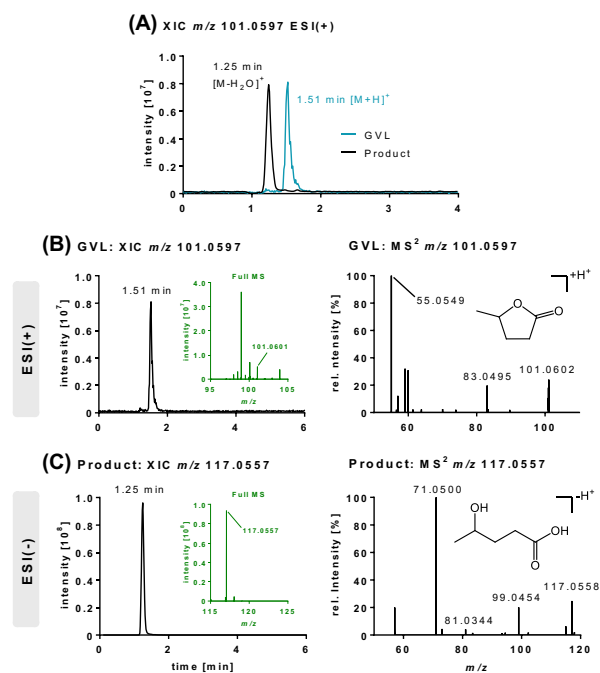 (A) XIC m/z 101.0597 ESI(+)
1.25 min
[M-H₂O]⁺
1.51 min [M+H]⁺
GVL
Product
intensity [10⁷]
1.0
0.8
0.6
0.4
0.2
0.0
0 1 2 3 4
ESI(+)
(B) GVL: XIC m/z 101.0597
1.51 min
intensity [10⁷]
1.0
0.8
0.6
0.4
0.2
0.0
0 2 4 6
Full MS
intensity [10⁷]
4.0
3.0
2.0
1.0
0.0
101.0601
95 100 105
m/z
GVL: MS² m/z 101.0597
rel. ntensity [%]
100
80
60
40
20
0
55.0549
83.0495
101.0602
+H⁺
O
O
60 80 100
ESI(-)
(C) Product: XIC m/z 117.0557
1.25 min
intensity [10⁸]
1.0
0.8
0.6
0.4
0.2
0.0
0 2 4 6
time [min]
Full MS
intensity [10⁸]
1.0
0.8
0.6
0.4
0.2
0.0
117.0557
115 120 125
m/z
Product: MS² m/z 117.0557
rel. Intensity [%]
100
80
60
40
20
0
71.0500
81.0344
99.0454
117.0558
-H⁺
OH
OH
O
60 80 100 120
m/z